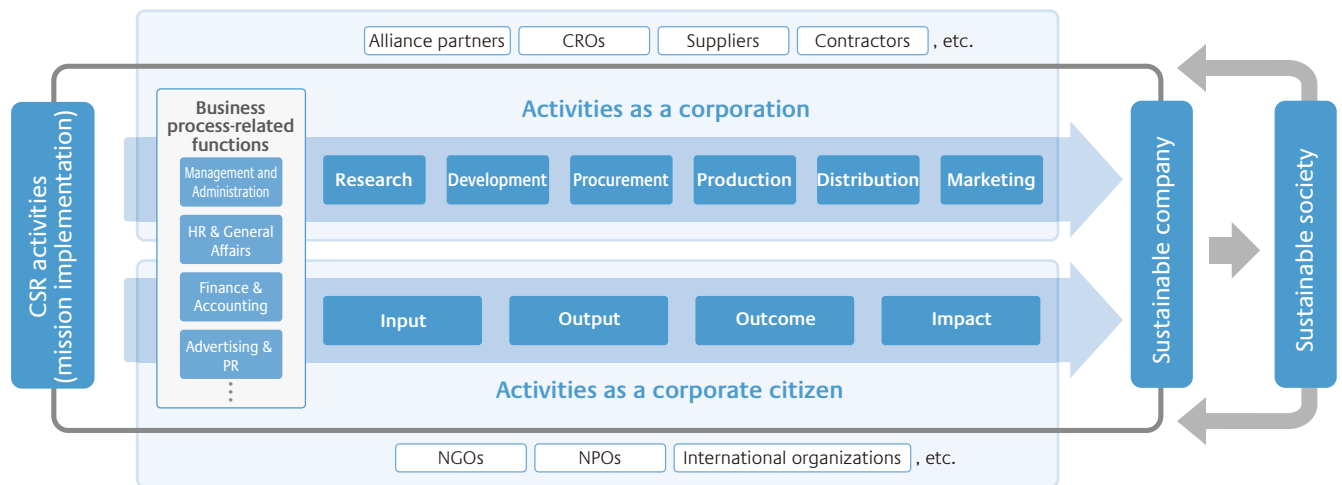 Alliance partners
CROs
Suppliers
Contractors
, etc.
CSR activities
(mission implementation)
Business
process-related
functions
Management and
Administration
HR & General
Affairs
Finance &
Accounting
Advertising &
PR
⋮
Activities as a corporation
Research
Development
Procurement
Production
Distribution
Marketing
Input
Output
Outcome
Impact
Activities as a corporate citizen
NGOs
NPOs
International organizations
, etc.
Sustainable company
Sustainable society